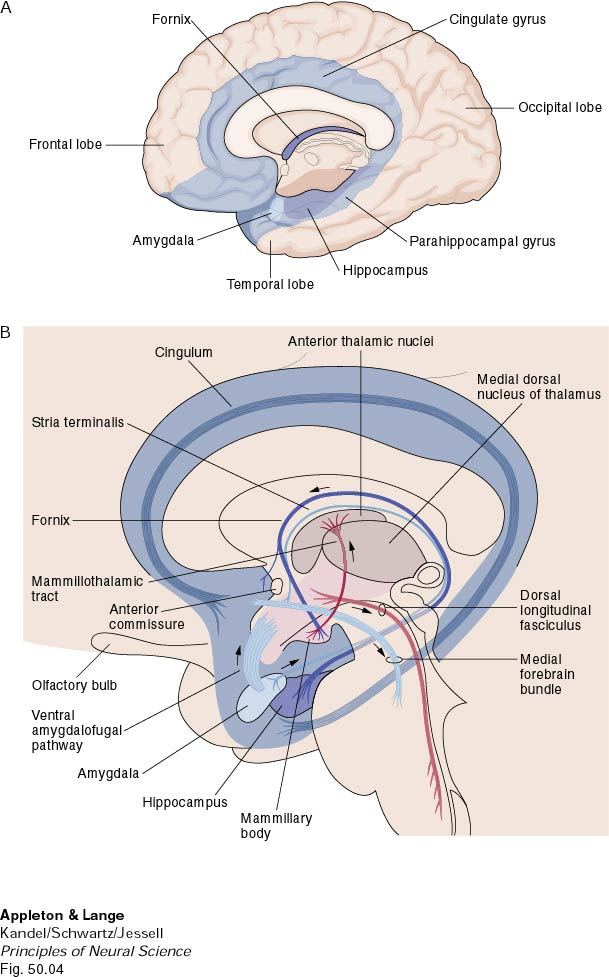 A
Fornix
Cingulate gyrus
Occipital lobe
Frontal lobe
Amygdala
Parahippocampal gyrus
Hippocampus
Temporal lobe
B
Anterior thalamic nuclei
Cingulum
Medial dorsal
nucleus of thalamus
Stria terminalis
Fornix
Mammillothalamic
tract
Anterior
commissure
Dorsal
longitudinal
fasciculus
Olfactory bulb
Medial
forebrain
bundle
Ventral
amygdalofugal
pathway
Amygdala
Hippocampus
Mammillary
body
Appleton & Lange
Kandel/Schwartz/Jessell
Principles of Neural Science
Fig. 50.04